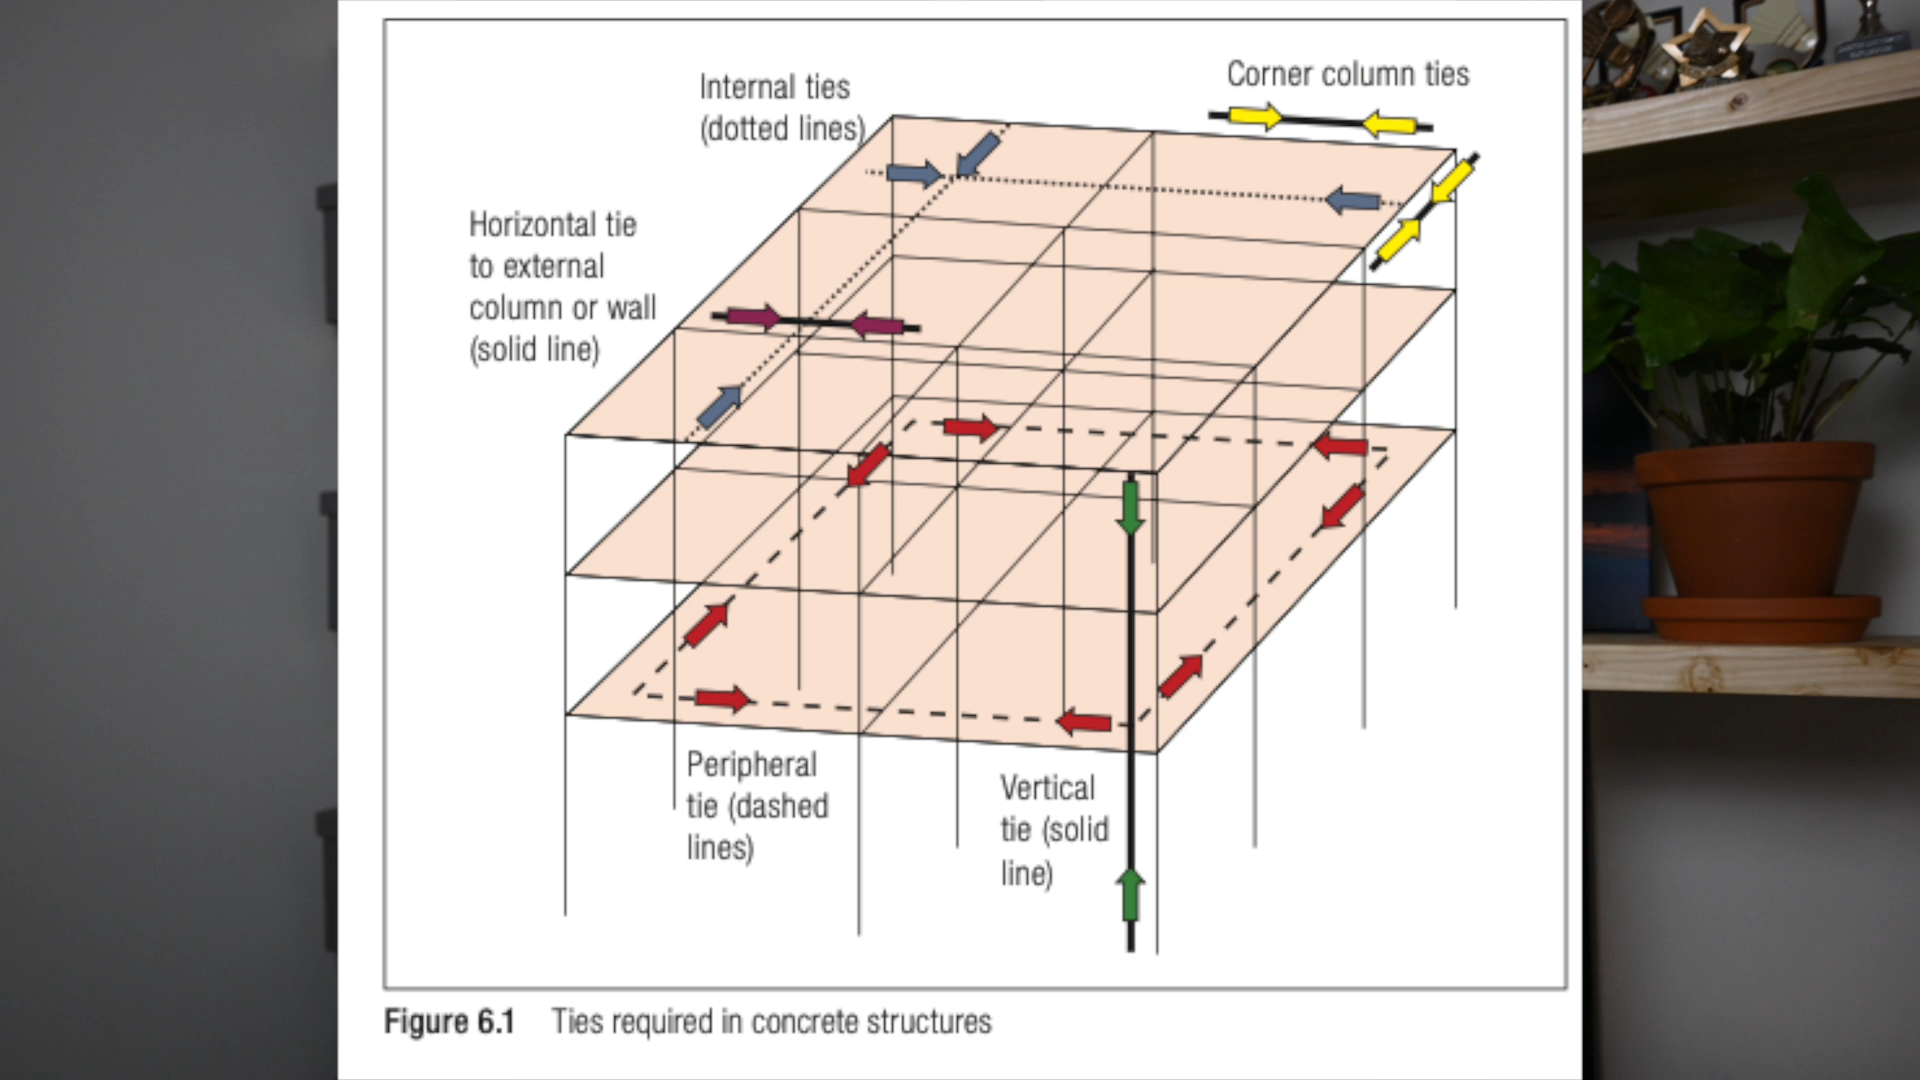 Internal ties
(dotted lines)
Corner column ties
Horizontal tie
to external
column or wall
(solid line)
Peripheral
tie (dashed
lines)
Vertical
tie (solid
line)
Figure 6.1 Ties required in concrete structures